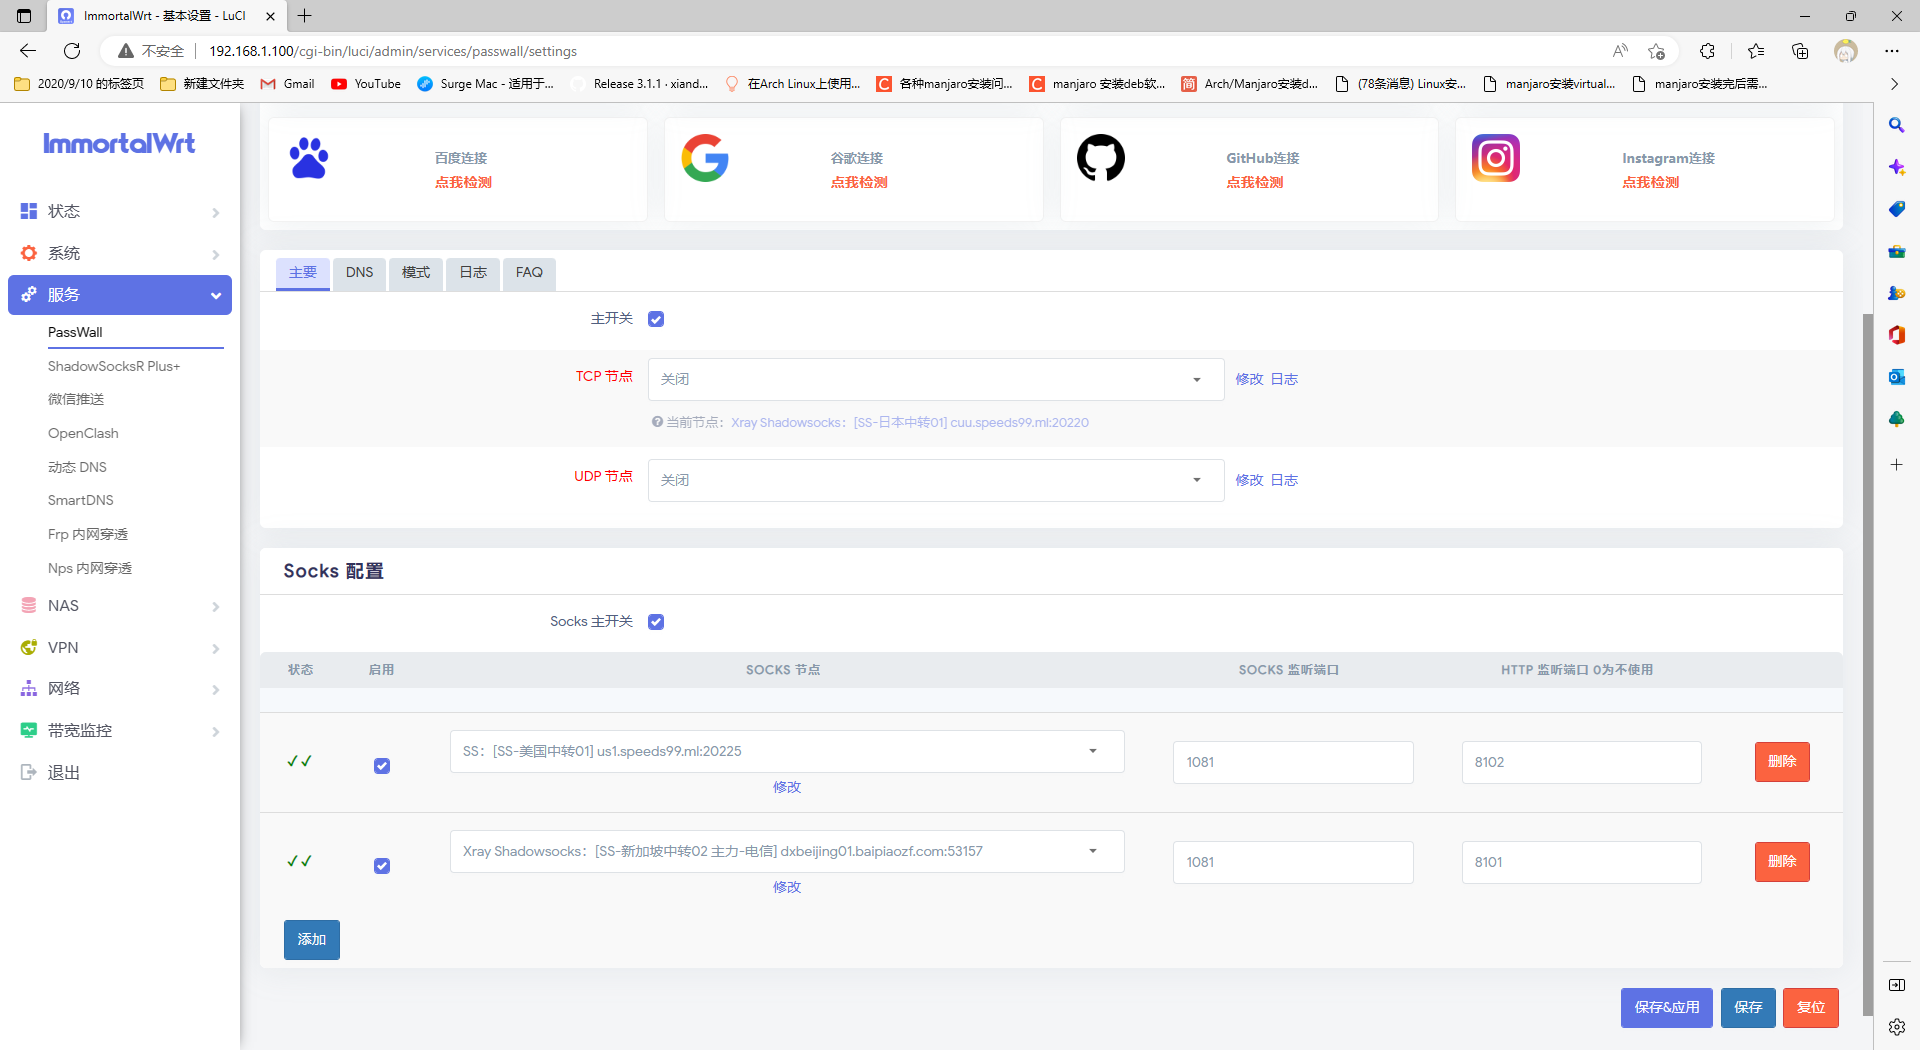 ImmortalWrt - 基本设置 - LuCI
不安全 192.168.1.100/cgi-bin/luci/admin/services/passwall/settings
2020/9/10 的标签页 新建文件夹 Gmail YouTube Surge Mac - 适用于... Release 3.1.1 · xiand... 在Arch Linux上使用... 各种manjaro安装问... manjaro 安装deb软... Arch/Manjaro安装d... (78条消息) Linux安... manjaro安装virtual... manjaro安装完后需...
ImmortalWrt
状态
系统
服务
PassWall
ShadowSocksR Plus+
微信推送
OpenClash
动态 DNS
SmartDNS
Frp 内网穿透
Nps 内网穿透
NAS
VPN
网络
带宽监控
退出
百度连接
点我检测
谷歌连接
点我检测
GitHub连接
点我检测
Instagram连接
点我检测
主要 DNS 模式 日志 FAQ
主开关
TCP 节点 关闭 修改 日志
当前节点：Xray Shadowsocks：[SS-日本中转01] cuu.speeds99.ml:20220
UDP 节点 关闭 修改 日志
Socks 配置
Socks 主开关
状态 启用 SOCKS 节点 SOCKS 监听端口 HTTP 监听端口 0为不使用
SS：[SS-美国中转01] us1.speeds99.ml:20225 1081 8102 删除
修改
Xray Shadowsocks：[SS-新加坡中转02 主力-电信] dxbeijing01.baipiaozf.com:53157 1081 8101 删除
修改
添加
保存&应用 保存 复位